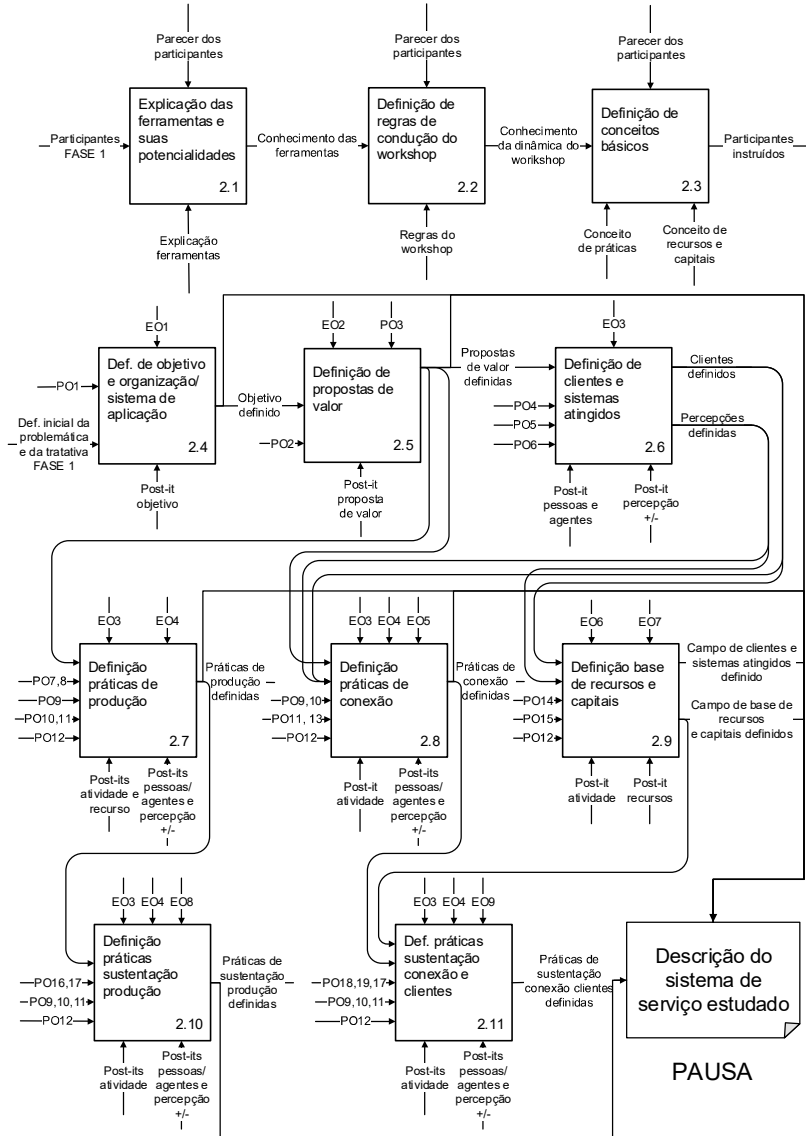 Parecer dos
participantes
Parecer dos
participantes
Parecer dos
participantes
Explicação das
ferramentas e
suas
potencialidades
2.1
Definição de
regras de
condução do
workshop
2.2
Definição de
conceitos
básicos
2.3
Participantes
FASE 1
Conhecimento das
ferramentas
Conhecimento
da dinâmica do
worikshop
Participantes
instruídos
Explicação
ferramentas
Regras do
workshop
Conceito
de práticas
Conceito de
recursos e
capitais
EO1
EO2
PO3
EO3
Def. de objetivo
e organização/
sistema de
aplicação
2.4
Definição de
propostas de
valor
2.5
Definição de
clientes e
sistemas
atingidos
2.6
PO1
Def. inicial da
problemática
e da tratativa
FASE 1
Objetivo
definido
PO2
Propostas
de valor
definidas
PO4
PO5
PO6
Clientes
definidos
Percepções
definidas
Post-it
objetivo
Post-it
proposta
de valor
Post-it
pessoas e
agentes
Post-it
percepção
+/-
EO3
EO4
EO3
EO4
EO5
EO6
EO7
Definição
práticas de
produção
2.7
Definição
práticas de
conexão
2.8
Definição base
de recursos e
capitais
2.9
PO7,8
PO9
PO10,11
PO12
Práticas de
produção
definidas
PO9,10
PO11, 13
PO12
Práticas de
conexão
definidas
PO14
PO15
PO12
Campo de clientes e
sistemas atingidos
definido
Campo de base de
recursos
e capitais definidos
Post-its
atividade e
recurso
Post-its
pessoas/
agentes e
percepção
+/-
Post-it
atividade
Post-its
pessoas/
agentes e
percepção
+/-
Post-it
atividade
Post-it
recursos
EO3
EO4
EO8
EO3
EO4
EO9
Definição
práticas
sustentação
produção
2.10
Def. práticas
sustentação
conexão e
clientes
2.11
PO16,17
PO9,10,11
PO12
Práticas de
sustentação
produção
definidas
PO18,19,17
PO9,10,11
PO12
Práticas de
sustentação
conexão clientes
definidas
Post-its
atividade
Post-its
pessoas/
agentes e
percepção
+/-
Post-its
atividade
Post-its
pessoas/
agentes e
percepção
+/-
Descrição do
sistema de
serviço estudado
PAUSA